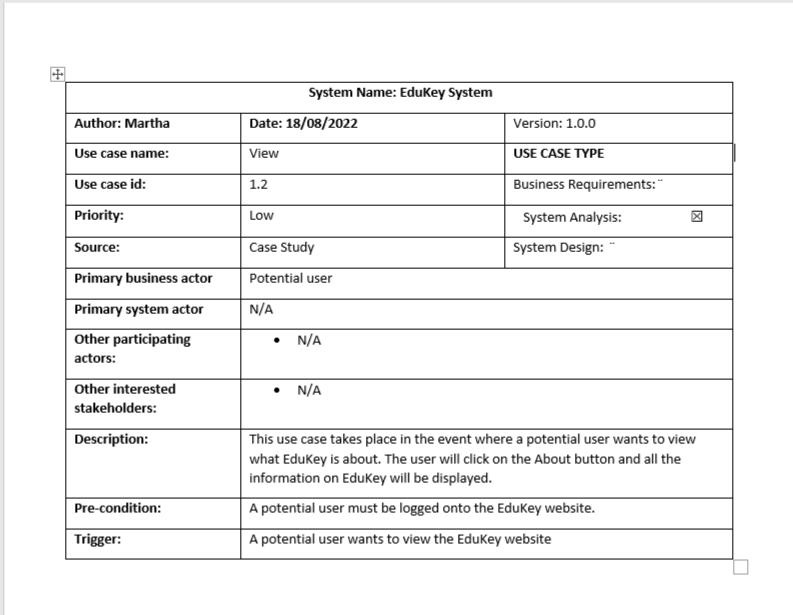 System Name: EduKey System
Author: Martha
Date: 18/08/2022
Version: 1.0.0
Use case name:
View
USE CASE TYPE
Use case id:
1.2
Business Requirements:¨
Priority:
Low
System Analysis: ☒
Source:
Case Study
System Design: ¨
Primary business actor
Potential user
Primary system actor
N/A
Other participating
actors:
• N/A
Other interested
stakeholders:
• N/A
Description:
This use case takes place in the event where a potential user wants to view
what EduKey is about. The user will click on the About button and all the
information on EduKey will be displayed.
Pre-condition:
A potential user must be logged onto the EduKey website.
Trigger:
A potential user wants to view the EduKey website